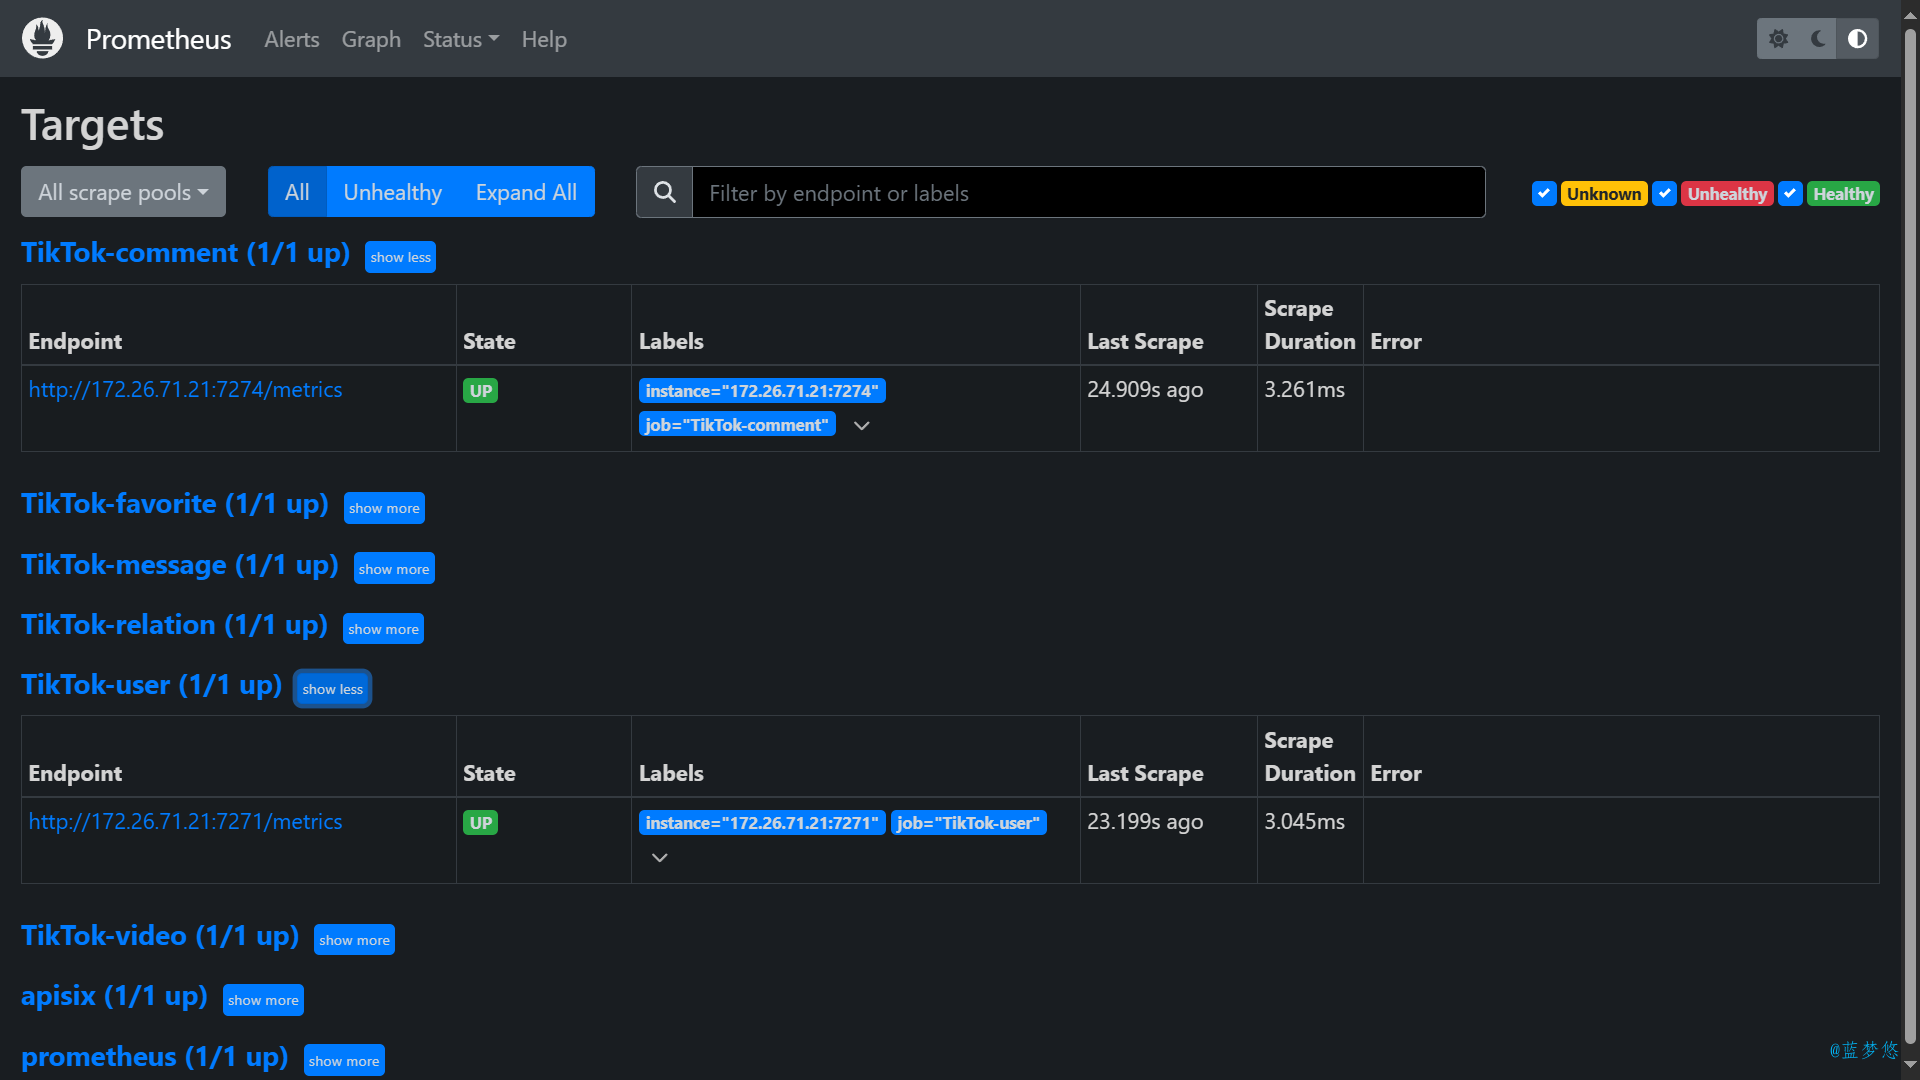 Prometheus Alerts Graph Status Help
Targets
All scrape pools All Unhealthy Expand All Filter by endpoint or labels Unknown Unhealthy Healthy
TikTok-comment (1/1 up) show less
Endpoint State Labels Last Scrape Scrape Duration Error
http://172.26.71.21:7274/metrics UP instance="172.26.71.21:7274" 24.909s ago 3.261ms
job="TikTok-comment"
TikTok-favorite (1/1 up) show more
TikTok-message (1/1 up) show more
TikTok-relation (1/1 up) show more
TikTok-user (1/1 up) show less
Endpoint State Labels Last Scrape Scrape Duration Error
http://172.26.71.21:7271/metrics UP instance="172.26.71.21:7271" job="TikTok-user" 23.199s ago 3.045ms
TikTok-video (1/1 up) show more
apisix (1/1 up) show more
prometheus (1/1 up) show more
@蓝梦悠